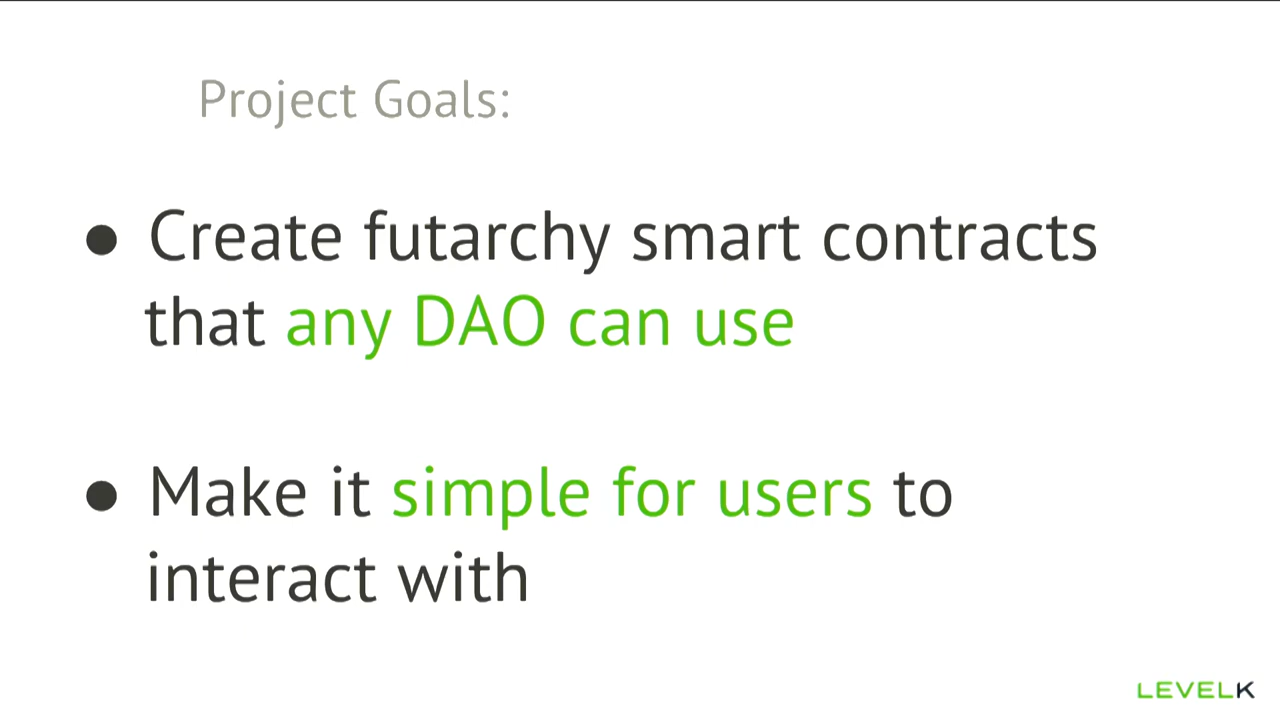 Project Goals:
● Create futarchy smart contracts
that any DAO can use
● Make it simple for users to
interact with
LEVELK